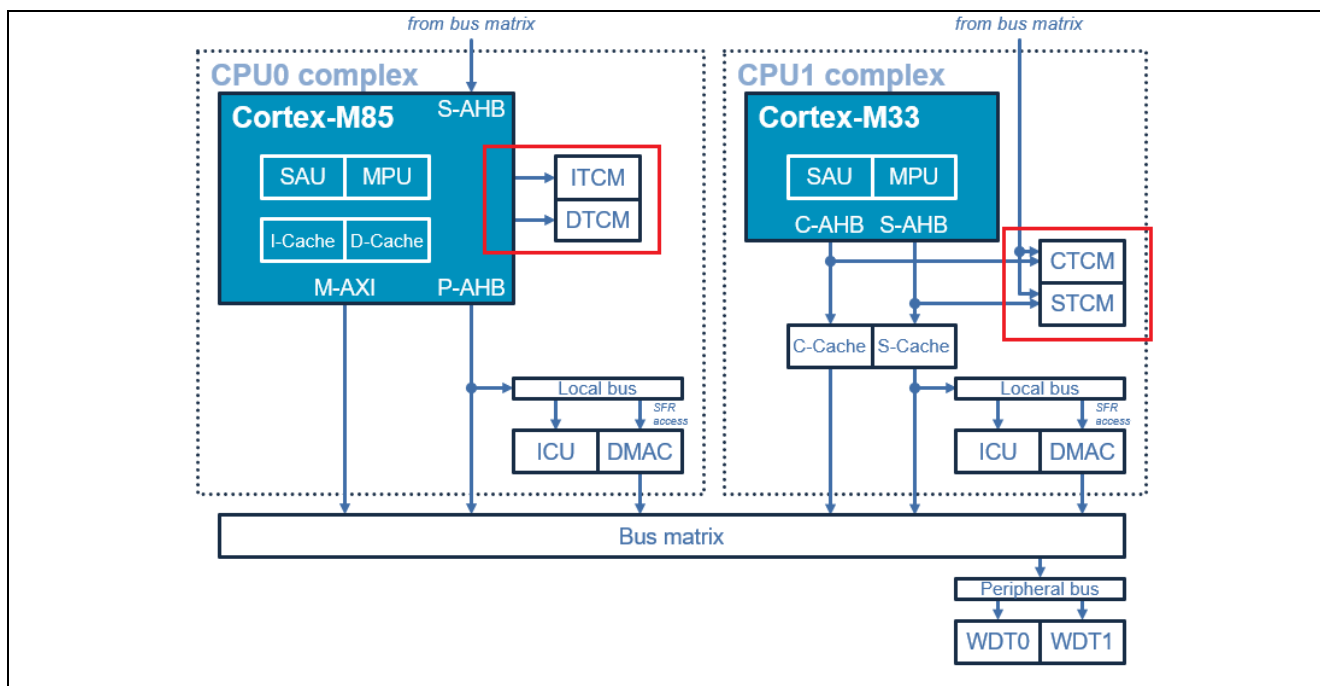 from bus matrix
from bus matrix
CPU0 complex
CPU1 complex
Cortex-M85
S-AHB
SAU MPU
I-Cache D-Cache
M-AXI P-AHB
ITCM
DTCM
Cortex-M33
SAU MPU
C-AHB S-AHB
CTCM
STCM
C-Cache S-Cache
Local bus
SFR
access
ICU DMAC
Local bus
SFR
access
ICU DMAC
Bus matrix
Peripheral bus
WDT0 WDT1